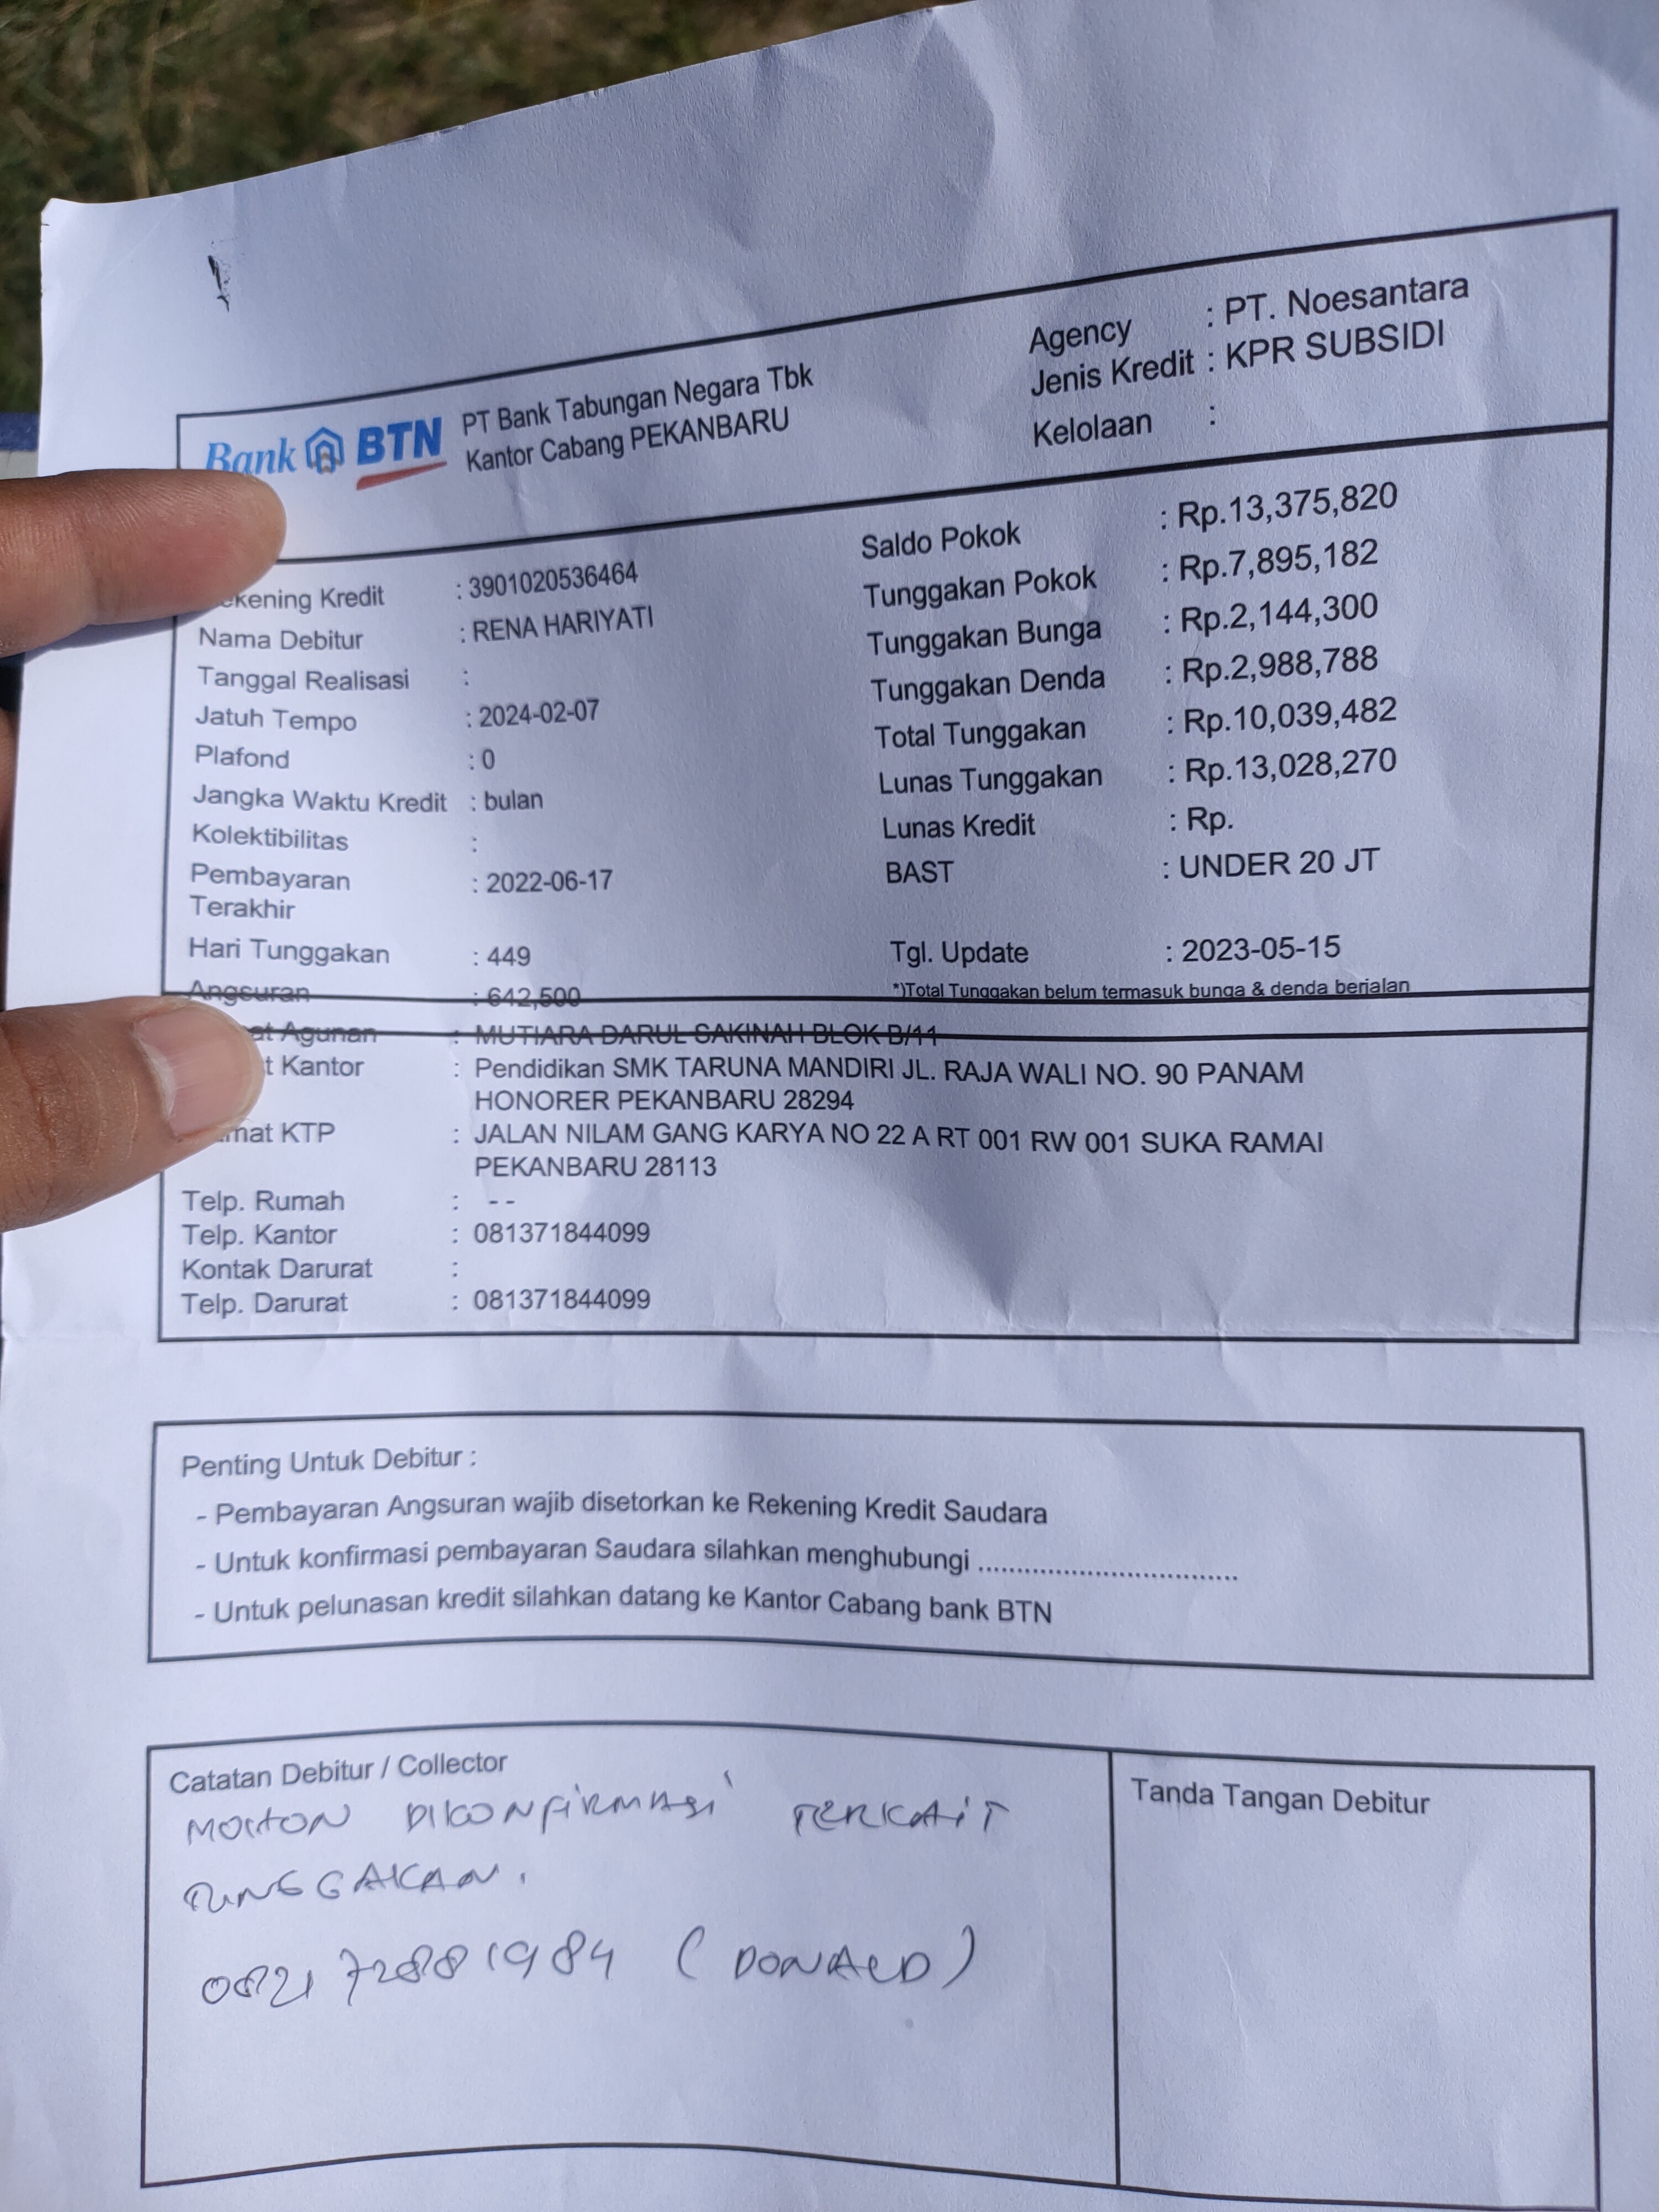 Bank BTN
PT Bank Tabungan Negara Tbk
Kantor Cabang PEKANBARU
Agency : PT. Noesantara
Jenis Kredit : KPR SUBSIDI
Kelolaan :
ekening Kredit : 3901020536464
Nama Debitur : RENA HARIYATI
Tanggal Realisasi :
Jatuh Tempo : 2024-02-07
Plafond : 0
Jangka Waktu Kredit : bulan
Kolektibilitas :
Pembayaran Terakhir : 2022-06-17
Hari Tunggakan : 449
Angsuran : 642,500
Saldo Pokok : Rp.13,375,820
Tunggakan Pokok : Rp.7,895,182
Tunggakan Bunga : Rp.2,144,300
Tunggakan Denda : Rp.2,988,788
Total Tunggakan : Rp.10,039,482
Lunas Tunggakan : Rp.13,028,270
Lunas Kredit : Rp.
BAST : UNDER 20 JT
Tgl. Update : 2023-05-15
*)Total Tunggakan belum termasuk bunga & denda berjalan
at Agunan : MUTIARA DARUL SAKINAH BLOK B/11
t Kantor : Pendidikan SMK TARUNA MANDIRI JL. RAJA WALI NO. 90 PANAM
HONORER PEKANBARU 28294
mat KTP : JALAN NILAM GANG KARYA NO 22 A RT 001 RW 001 SUKA RAMAI
PEKANBARU 28113
Telp. Rumah : --
Telp. Kantor : 081371844099
Kontak Darurat :
Telp. Darurat : 081371844099
Penting Untuk Debitur :
- Pembayaran Angsuran wajib disetorkan ke Rekening Kredit Saudara
- Untuk konfirmasi pembayaran Saudara silahkan menghubungi ..................................
- Untuk pelunasan kredit silahkan datang ke Kantor Cabang bank BTN
Catatan Debitur / Collector
MOHON DIKONFIRMASI TERKAIT
TUNGGAKAN.
082172881984 (DONALD)
Tanda Tangan Debitur